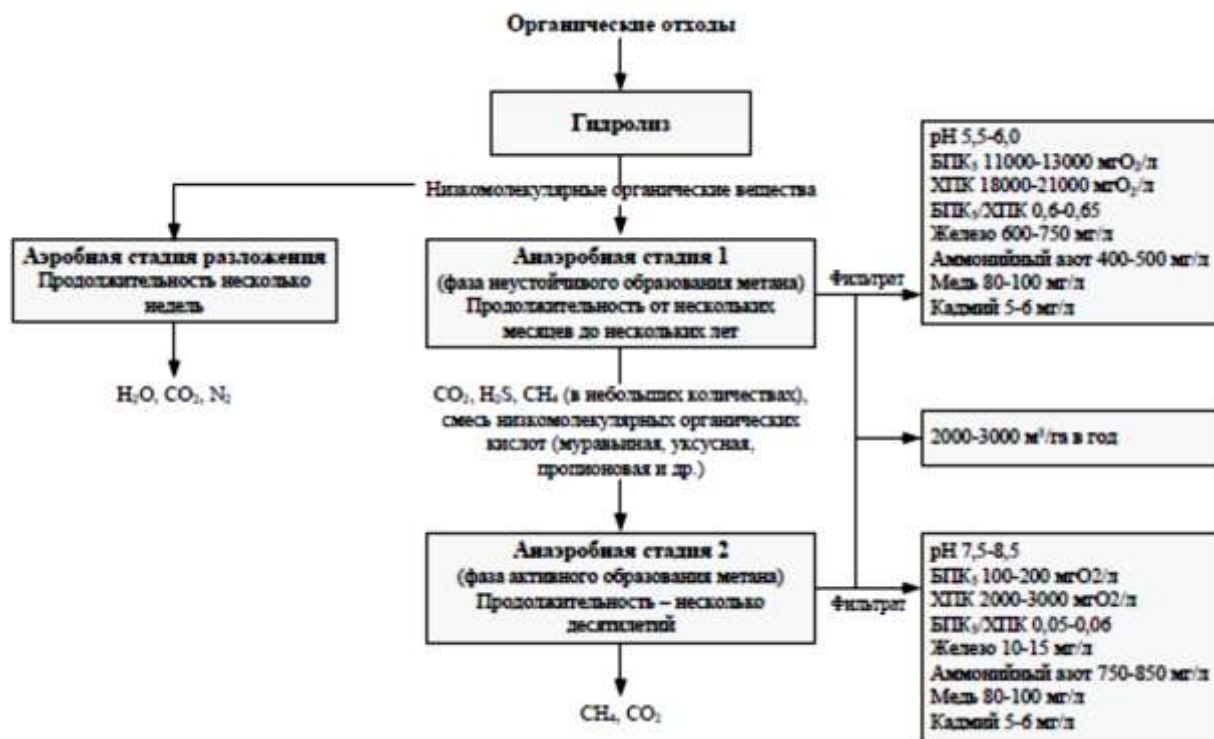 Органические отходы
Гидролиз
Низкомолекулярные органические вещества
Аэробная стадия разложения
Продолжительность несколько
недель
H₂O, CO₂, N₂
Анаэробная стадия 1
(фаза неустойчивого образования метана)
Продолжительность от нескольких
месяцев до нескольких лет
Фильтрат
pH 5,5-6,0
БПК₅ 11000-13000 мгO₂/л
ХПК 18000-21000 мгO₂/л
БПК₅/ХПК 0,6-0,65
Железо 600-750 мг/л
Аммонийный азот 400-500 мг/л
Медь 80-100 мг/л
Кадмий 5-6 мг/л
CO₂, H₂S, CH₄ (в небольших количествах),
смесь низкомолекулярных органических
кислот (муравьиная, уксусная,
пропионовая и др.)
2000-3000 м³/га в год
Анаэробная стадия 2
(фаза активного образования метана)
Продолжительность – несколько
десятилетий
Фильтрат
pH 7,5-8,5
БПК₅ 100-200 мгO2/л
ХПК 2000-3000 мгO2/л
БПК₅/ХПК 0,05-0,06
Железо 10-15 мг/л
Аммонийный азот 750-850 мг/л
Медь 80-100 мг/л
Кадмий 5-6 мг/л
CH₄, CO₂